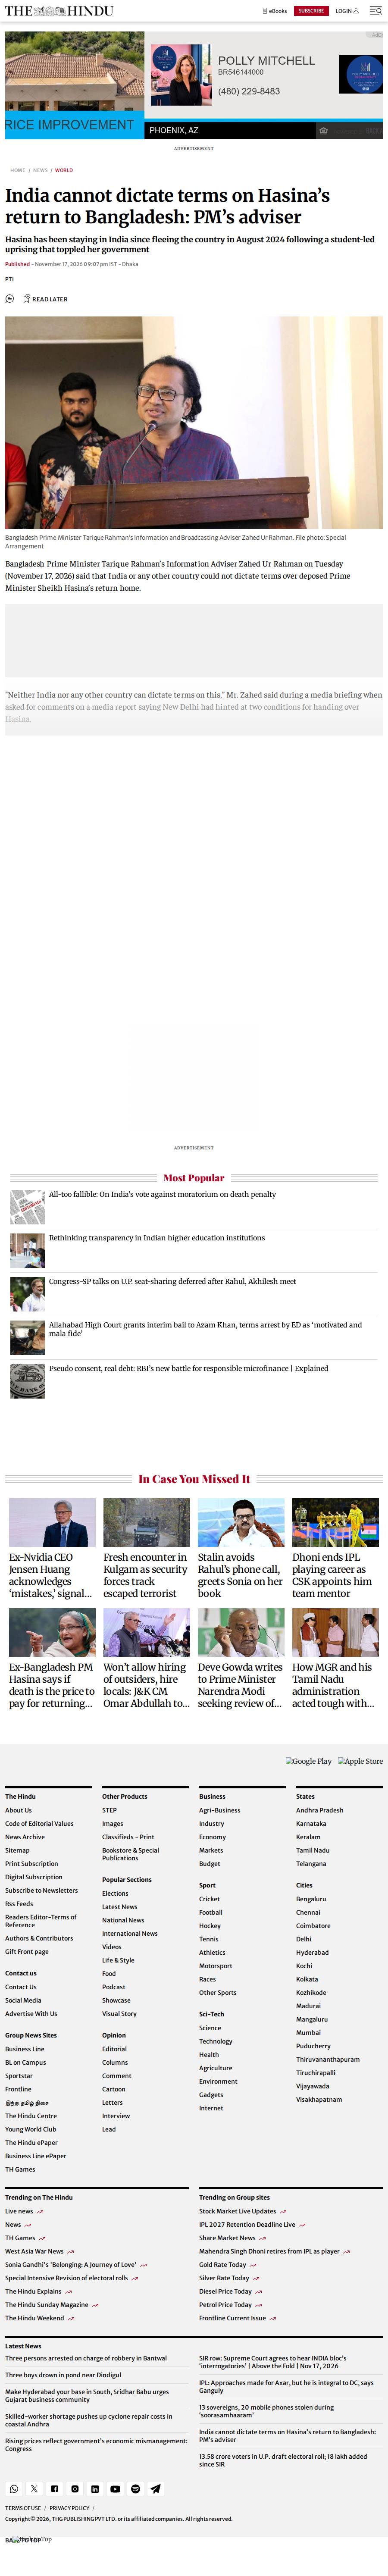 THE HINDU
eBooks
SUBSCRIBE
LOGIN
RICE IMPROVEMENT
POLLY MITCHELL
BR546144000
(480) 229-8483
PHOENIX, AZ
ADVERTISEMENT
HOME / NEWS / WORLD
India cannot dictate terms on Hasina’s
return to Bangladesh: PM’s adviser
Hasina has been staying in India since fleeing the country in August 2024 following a student-led
uprising that toppled her government
Published - November 17, 2026 09:07 pm IST - Dhaka
PTI
READ LATER
Bangladesh Prime Minister Tarique Rahman’s Information and Broadcasting Adviser Zahed Ur Rahman. File photo: Special
Arrangement
Bangladesh Prime Minister Tarique Rahman’s Information Adviser Zahed Ur Rahman on Tuesday
(November 17, 2026) said that India or any other country could not dictate terms over deposed Prime
Minister Sheikh Hasina’s return home.
"Neither India nor any other country can dictate terms on this," Mr. Zahed said during a media briefing when
asked for comments on a media report saying New Delhi had hinted at two conditions for handing over
Hasina.
ADVERTISEMENT
Most Popular
All-too fallible: On India’s vote against moratorium on death penalty
Rethinking transparency in Indian higher education institutions
Congress-SP talks on U.P. seat-sharing deferred after Rahul, Akhilesh meet
Allahabad High Court grants interim bail to Azam Khan, terms arrest by ED as ‘motivated and
mala fide’
Pseudo consent, real debt: RBI’s new battle for responsible microfinance | Explained
In Case You Missed It
Ex-Nvidia CEO
Jensen Huang
acknowledges
‘mistakes,’ signal...
Fresh encounter in
Kulgam as security
forces track
escaped terrorist
Stalin avoids
Rahul’s phone call,
greets Sonia on her
book
Dhoni ends IPL
playing career as
CSK appoints him
team mentor
Ex-Bangladesh PM
Hasina says if
death is the price to
pay for returning...
Won’t allow hiring
of outsiders, hire
locals: J&K CM
Omar Abdullah to...
Deve Gowda writes
to Prime Minister
Narendra Modi
seeking review of...
How MGR and his
Tamil Nadu
administration
acted tough with...
Google Play
Apple Store
The Hindu
About Us
Code of Editorial Values
News Archive
Sitemap
Print Subscription
Digital Subscription
Subscribe to Newsletters
Rss Feeds
Readers Editor-Terms of
Reference
Authors & Contributors
Gift Front page
Contact us
Contact Us
Social Media
Advertise With Us
Group News Sites
Business Line
BL on Campus
Sportstar
Frontline
இந்து தமிழ் திசை
The Hindu Centre
Young World Club
The Hindu ePaper
Business Line ePaper
TH Games
Other Products
STEP
Images
Classifieds - Print
Bookstore & Special
Publications
Popular Sections
Elections
Latest News
National News
International News
Videos
Life & Style
Food
Podcast
Showcase
Visual Story
Opinion
Editorial
Columns
Comment
Cartoon
Letters
Interview
Lead
Business
Agri-Business
Industry
Economy
Markets
Budget
Sport
Cricket
Football
Hockey
Tennis
Athletics
Motorsport
Races
Other Sports
Sci-Tech
Science
Technology
Health
Agriculture
Environment
Gadgets
Internet
States
Andhra Pradesh
Karnataka
Keralam
Tamil Nadu
Telangana
Cities
Bengaluru
Chennai
Coimbatore
Delhi
Hyderabad
Kochi
Kolkata
Kozhikode
Madurai
Mangaluru
Mumbai
Puducherry
Thiruvananthapuram
Tiruchirapalli
Vijayawada
Visakhapatnam
Trending on The Hindu
Live news
News
TH Games
West Asia War News
Sonia Gandhi's 'Belonging: A Journey of Love'
Special Intensive Revision of electoral rolls
The Hindu Explains
The Hindu Sunday Magazine
The Hindu Weekend
Trending on Group sites
Stock Market Live Updates
IPL 2027 Retention Deadline Live
Share Market News
Mahendra Singh Dhoni retires from IPL as player
Gold Rate Today
Silver Rate Today
Diesel Price Today
Petrol Price Today
Frontline Current Issue
Latest News
Three persons arrested on charge of robbery in Bantwal
Boys drown in pond near Dindigul
Make Hyderabad your base in South, Sridhar Babu urges
Gujarat business community
Skilled-worker shortage pushes up cyclone repair costs in
coastal Andhra
Rising prices reflect government’s economic mismanagement:
Congress
SIR row: Supreme Court agrees to hear INDIA bloc’s
‘interrogatories’ | Above the Fold | Nov 17, 2026
IPL: Approaches made for Axar, but he is integral to DC, says
Ganguly
13 sovereigns, 20 mobile phones stolen during
‘soorasamhaaram’
India cannot dictate terms on Hasina’s return to Bangladesh:
PM’s adviser
13.58 crore voters in U.P. draft electoral roll; 18 lakh added
since SIR
TERMS OF USE / PRIVACY POLICY /
Copyright© 2026, THG PUBLISHING PVT LTD. or its affiliated companies. All rights reserved.
BACK TO TOP